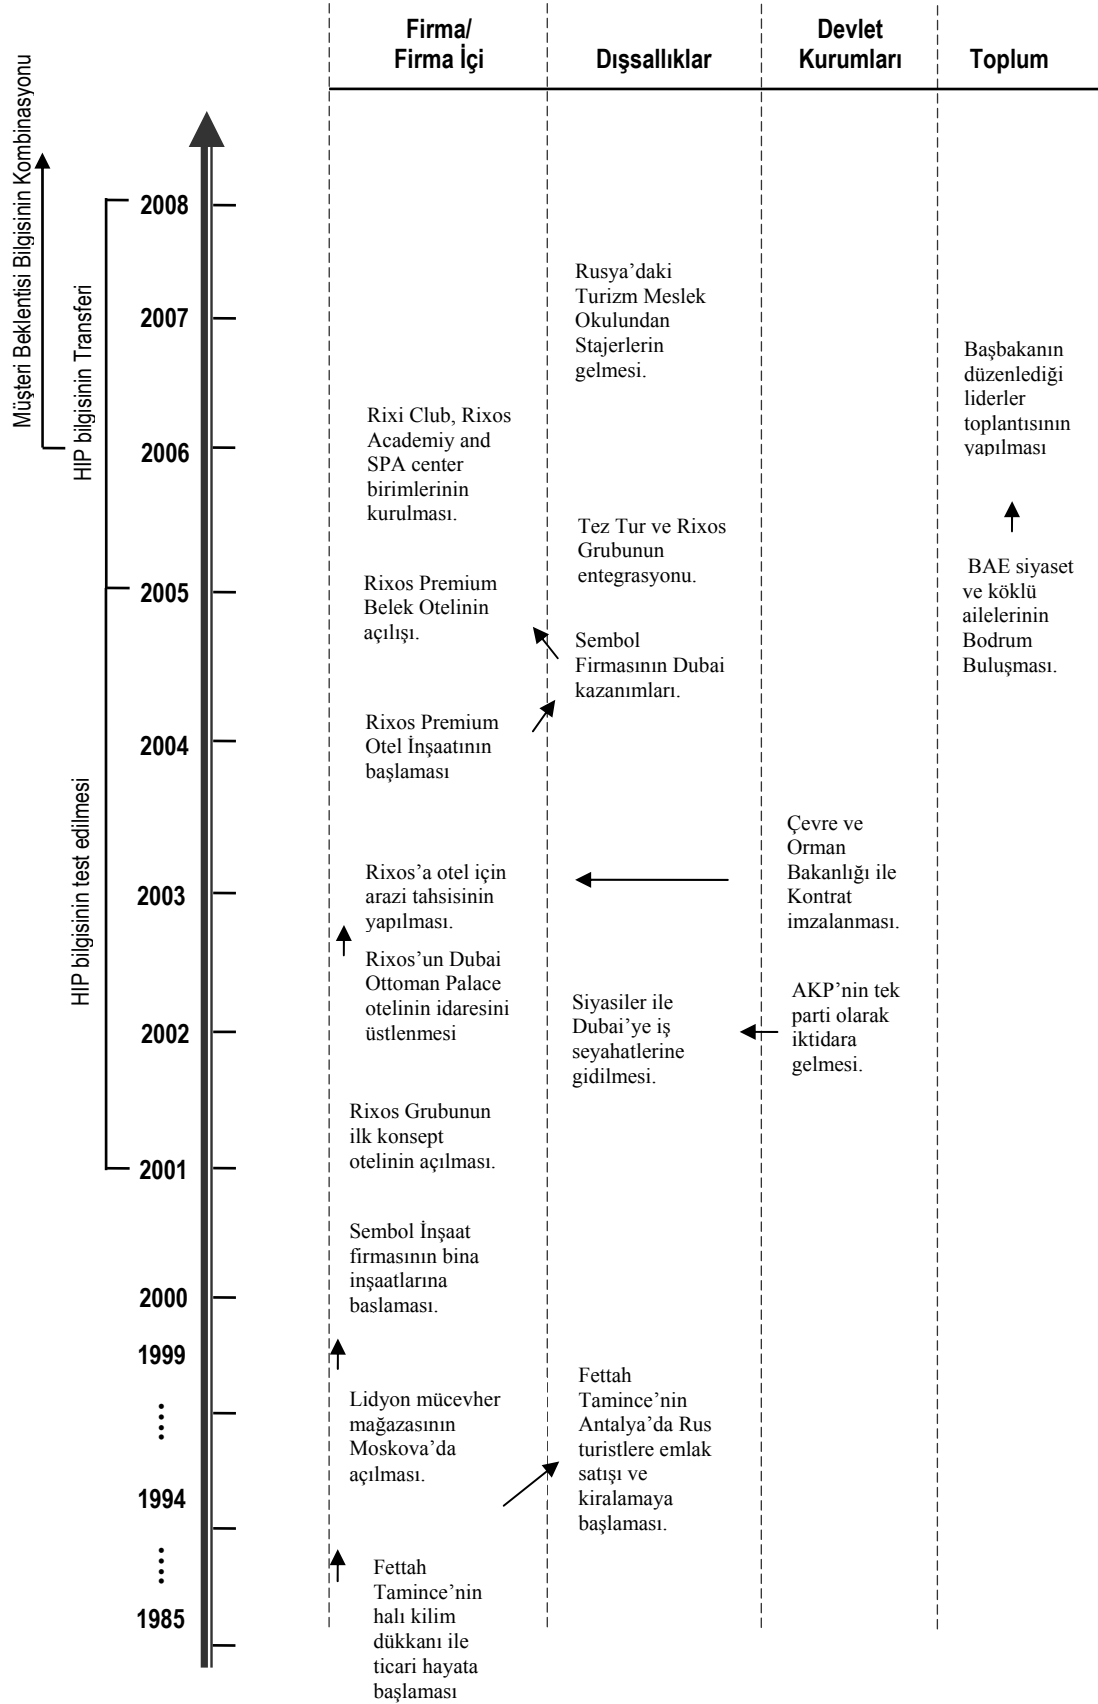 Firma/
Firma İçi
Dışsallıklar
Devlet
Kurumları
Toplum
Müşteri Beklentisi Bilgisinin Kombinasyonu
HIP bilgisinin Transferi
HIP bilgisinin test edilmesi
2008
2007
2006
2005
2004
2003
2002
2001
2000
1999
....
1994
....
1985
Rixi Club, Rixos
Academiy and
SPA center
birimlerinin
kurulması.
Rixos Premium
Belek Otelinin
açılışı.
Rixos Premium
Otel İnşaatının
başlaması
Rixos’a otel için
arazi tahsisinin
yapılması.
Rixos’un Dubai
Ottoman Palace
otelinin idaresini
üstlenmesi
Rixos Grubunun
ilk konsept
otelinin açılması.
Sembol İnşaat
firmasının bina
inşaatlarına
baslaması.
Lidyon mücevher
mağazasının
Moskova’da
açılması.
Fettah
Tamince’nin
halı kilim
dükkanı ile
ticari hayata
başlaması
Rusya’daki
Turizm Meslek
Okulundan
Stajerlerin
gelmesi.
Tez Tur ve Rixos
Grubunun
entegrasyonu.
Sembol
Firmasının Dubai
kazanımları.
Siyasiler ile
Dubai’ye iş
seyahatlerine
gidilmesi.
Fettah
Tamince’nin
Antalya’da Rus
turistlere emlak
satışı ve
kiralamaya
başlaması.
Çevre ve
Orman
Bakanlığı ile
Kontrat
imzalanması.
AKP’nin tek
parti olarak
iktidara
gelmesi.
Başbakanın
düzenlediği
liderler
toplantısının
yapılması
BAE siyaset
ve köklü
ailelerinin
Bodrum
Buluşması.